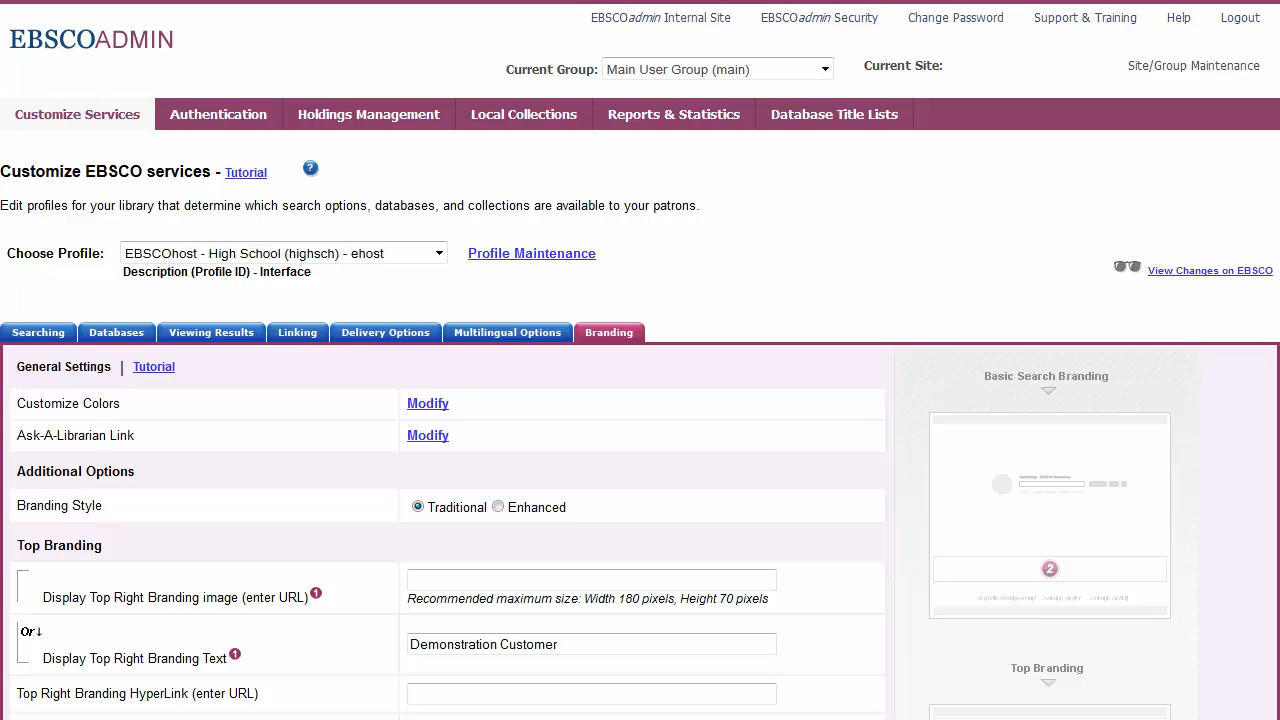 EBSCOadmin Internal Site EBSCOadmin Security Change Password Support & Training Help Logout
EBSCOADMIN
Current Group: Main User Group (main) Current Site: Site/Group Maintenance
Customize Services Authentication Holdings Management Local Collections Reports & Statistics Database Title Lists
Customize EBSCO services - Tutorial ?
Edit profiles for your library that determine which search options, databases, and collections are available to your patrons.
Choose Profile: EBSCOhost - High School (highsch) - ehost Profile Maintenance
Description (Profile ID) - Interface
View Changes on EBSCO
Searching Databases Viewing Results Linking Delivery Options Multilingual Options Branding
General Settings | Tutorial
Basic Search Branding
Customize Colors Modify
Ask-A-Librarian Link Modify
Additional Options
Branding Style Traditional Enhanced
Top Branding
2
Display Top Right Branding image (enter URL) 1
Recommended maximum size: Width 180 pixels, Height 70 pixels
Or↓
Display Top Right Branding Text 1 Demonstration Customer
Top Branding
Top Right Branding HyperLink (enter URL)